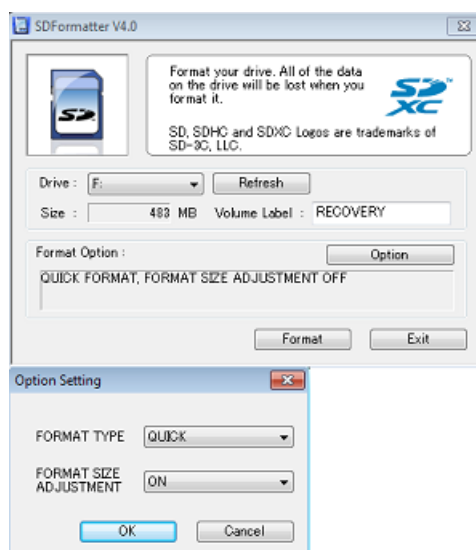 SDFormatter V4.0
Format your drive. All of the data
on the drive will be lost when you
format it.
SD, SDHC and SDXC Logos are trademarks of
SD-3C, LLC.
SD
SD
XC
Drive : F: Refresh
Size : 483 MB Volume Label : RECOVERY
Format Option : Option
QUICK FORMAT, FORMAT SIZE ADJUSTMENT OFF
Format Exit
Option Setting
FORMAT TYPE QUICK
FORMAT SIZE
ADJUSTMENT ON
OK Cancel